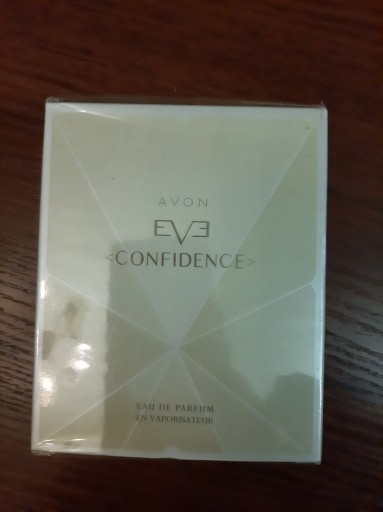 AVON
EVE
<CONFIDENCE>
EAU DE PARFUM
EN VAPORISATEUR